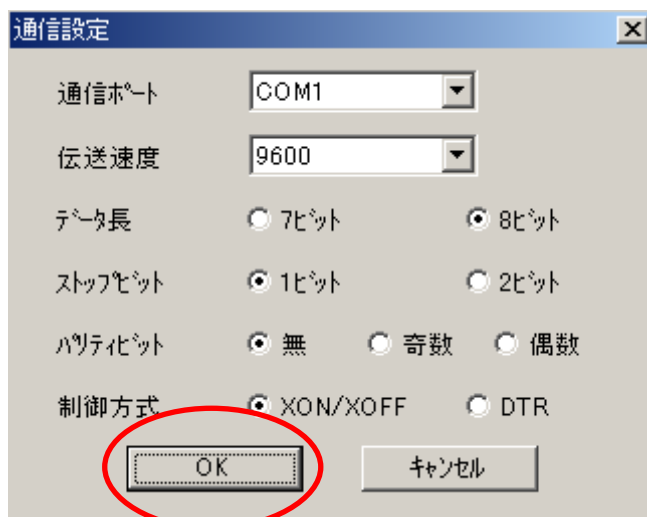 通信設定
通信ﾎﾟｰﾄ COM1
伝送速度 9600
ﾃﾞｰﾀ長 7ﾋﾞｯﾄ 8ﾋﾞｯﾄ
ｽﾄｯﾌﾟﾋﾞｯﾄ 1ﾋﾞｯﾄ 2ﾋﾞｯﾄ
ﾊﾟﾘﾃｨﾋﾞｯﾄ 無 奇数 偶数
制御方式 XON/XOFF DTR
OK ｷｬﾝｾﾙ